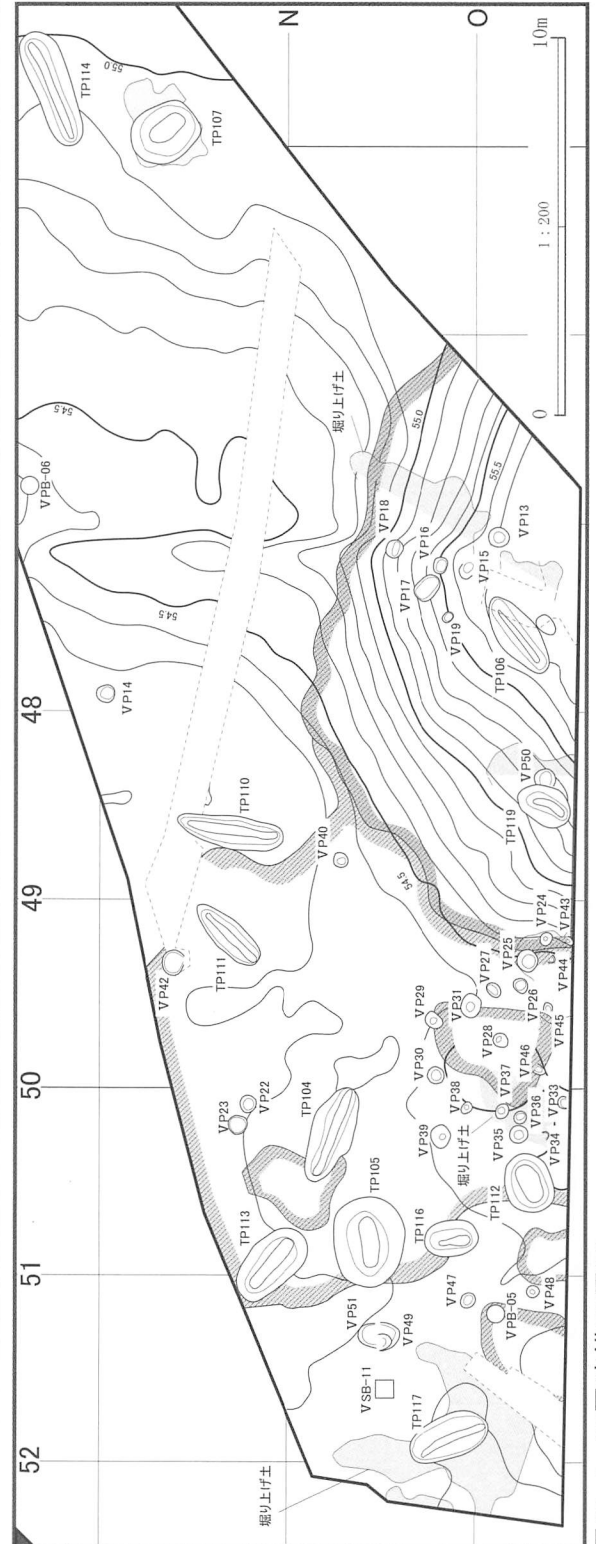 N
O
10m
1:200
0
48
49
50
51
52
TP114
55.0
TP107
54.5
VPB-06
掘り上げ土
55.0
55.5
VP18
VP16
VP17
VP13
VP15
VP19
TP106
54.5
VP14
VP50
TP119
TP110
VP40
54.5
VP24
VP43
VP25
VP44
VP27
VP26
TP111
VP42
VP29
VP31
VP28
VP45
VP46
VP30
VP37
VP38
VP33
VP36
VP34
VP35
VP39
掘り上げ土
VP22
VP23
TP104
TP105
TP113
TP112
TP116
VP51
VP49
VP47
VP48
VPB-05
VSB-11
TP117
掘り上げ土